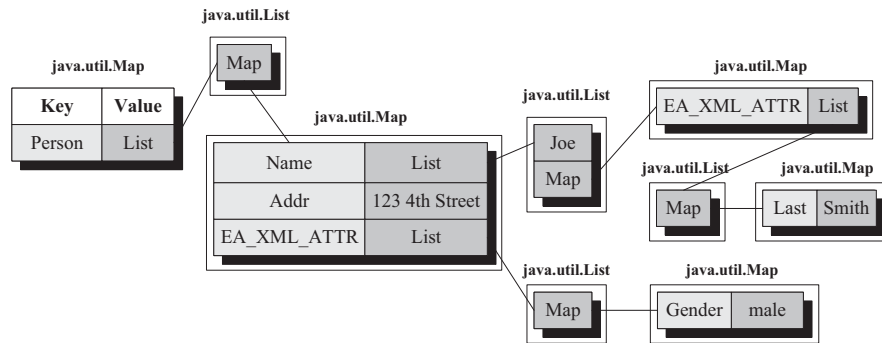 java.util.List
Map
java.util.Map
Key Value
Person List
java.util.Map
Name List
Addr 123 4th Street
EA_XML_ATTR List
java.util.List
Joe
Map
java.util.Map
EA_XML_ATTR List
java.util.List
Map
java.util.Map
Last Smith
java.util.List
Map
java.util.Map
Gender male